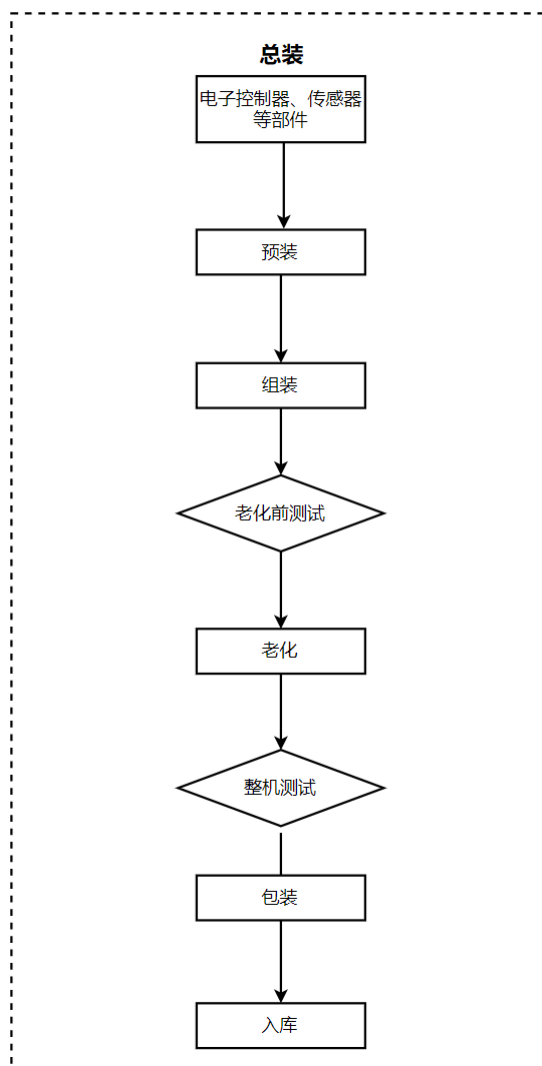 总装
电子控制器、传感器
等部件
预装
组装
老化前测试
老化
整机测试
包装
入库